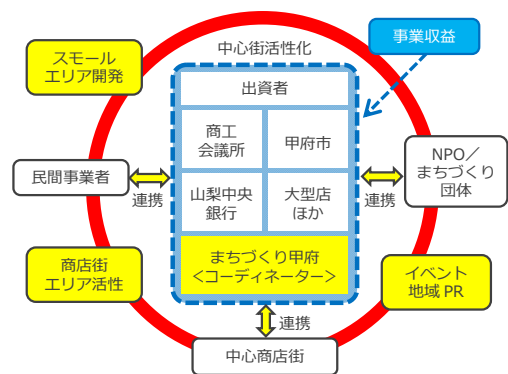 中心街活性化
事業収益
スモール
エリア開発
出資者
商工
会議所
甲府市
民間事業者
連携
山梨中央
銀行
大型店
ほか
連携
NPO／
まちづくり
団体
商店街
エリア活性
まちづくり甲府
＜コーディネーター＞
イベント
地域 PR
連携
中心商店街